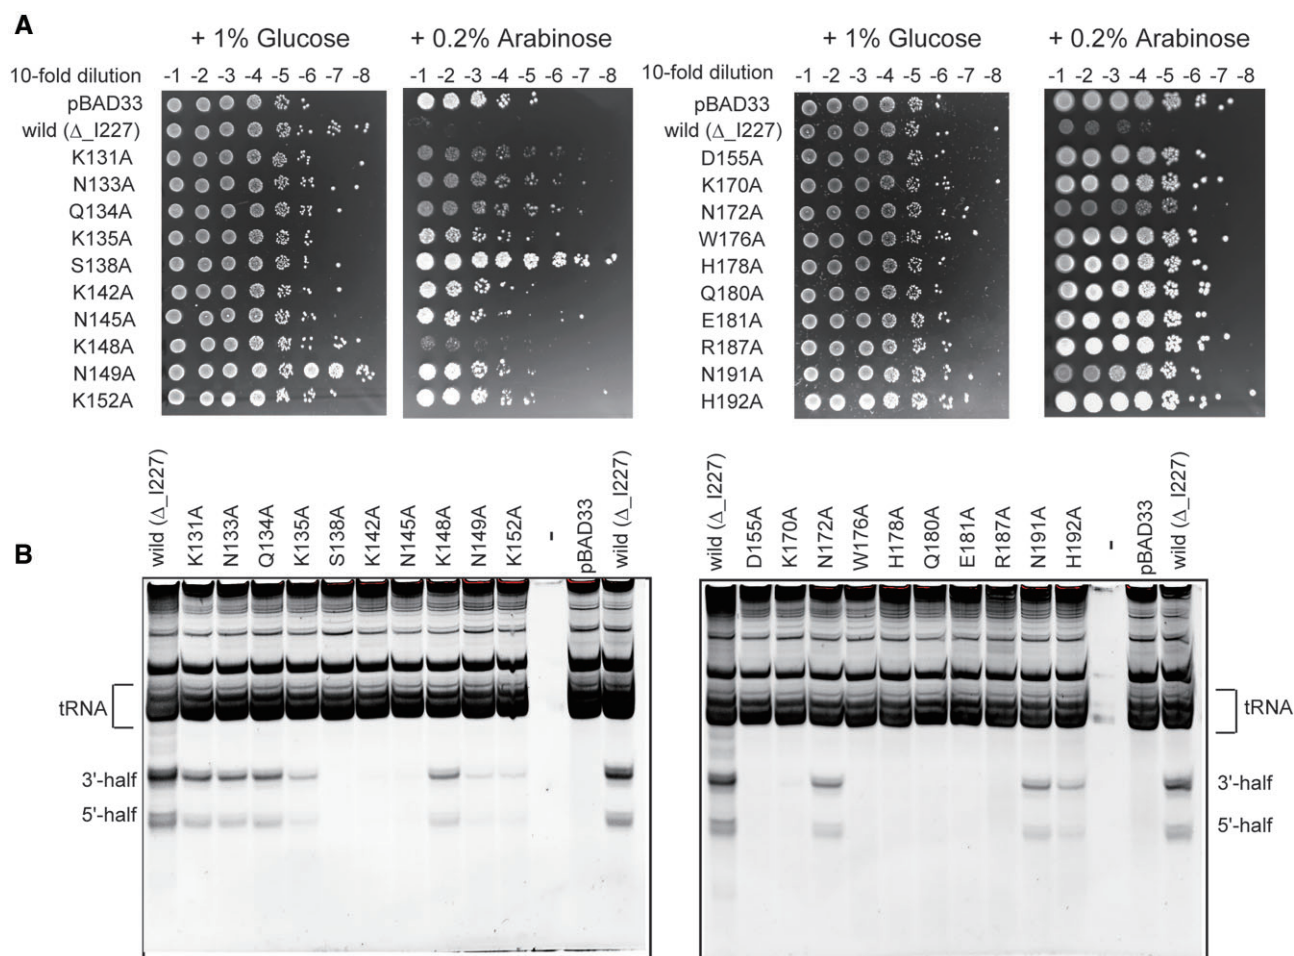 A
+ 1% Glucose
+ 0.2% Arabinose
10-fold dilution
-1 -2 -3 -4 -5 -6 -7 -8
-1 -2 -3 -4 -5 -6 -7 -8
pBAD33
wild (Δ_I227)
K131A
N133A
Q134A
K135A
S138A
K142A
N145A
K148A
N149A
K152A
+ 1% Glucose
+ 0.2% Arabinose
10-fold dilution
-1 -2 -3 -4 -5 -6 -7 -8
-1 -2 -3 -4 -5 -6 -7 -8
pBAD33
wild (Δ_I227)
D155A
K170A
N172A
W176A
H178A
Q180A
E181A
R187A
N191A
H192A
B
wild (Δ_I227)
K131A
N133A
Q134A
K135A
S138A
K142A
N145A
K148A
N149A
K152A
-
pBAD33
wild (Δ_I227)
tRNA
3'-half
5'-half
wild (Δ_I227)
D155A
K170A
N172A
W176A
H178A
Q180A
E181A
R187A
N191A
H192A
-
pBAD33
wild (Δ_I227)
tRNA
3'-half
5'-half